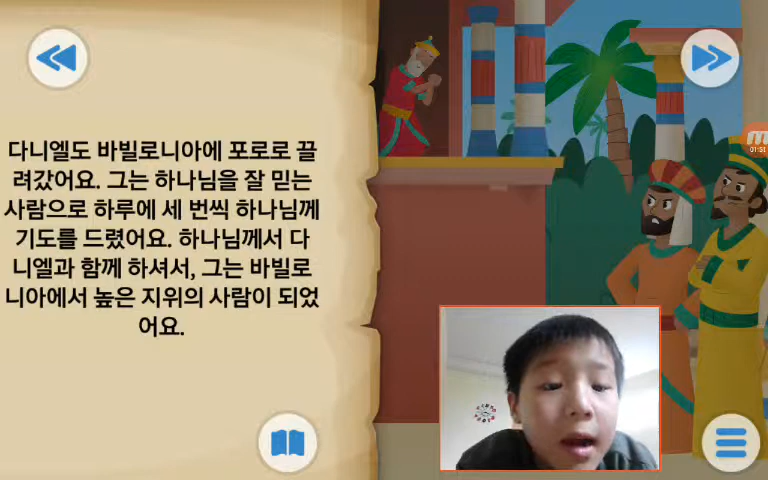 다니엘도 바빌로니아에 포로로 끌
려갔어요. 그는 하나님을 잘 믿는
사람으로 하루에 세 번씩 하나님께
기도를 드렸어요. 하나님께서 다
니엘과 함께 하셔서, 그는 바빌로
니아에서 높은 지위의 사람이 되었
어요.
01:51